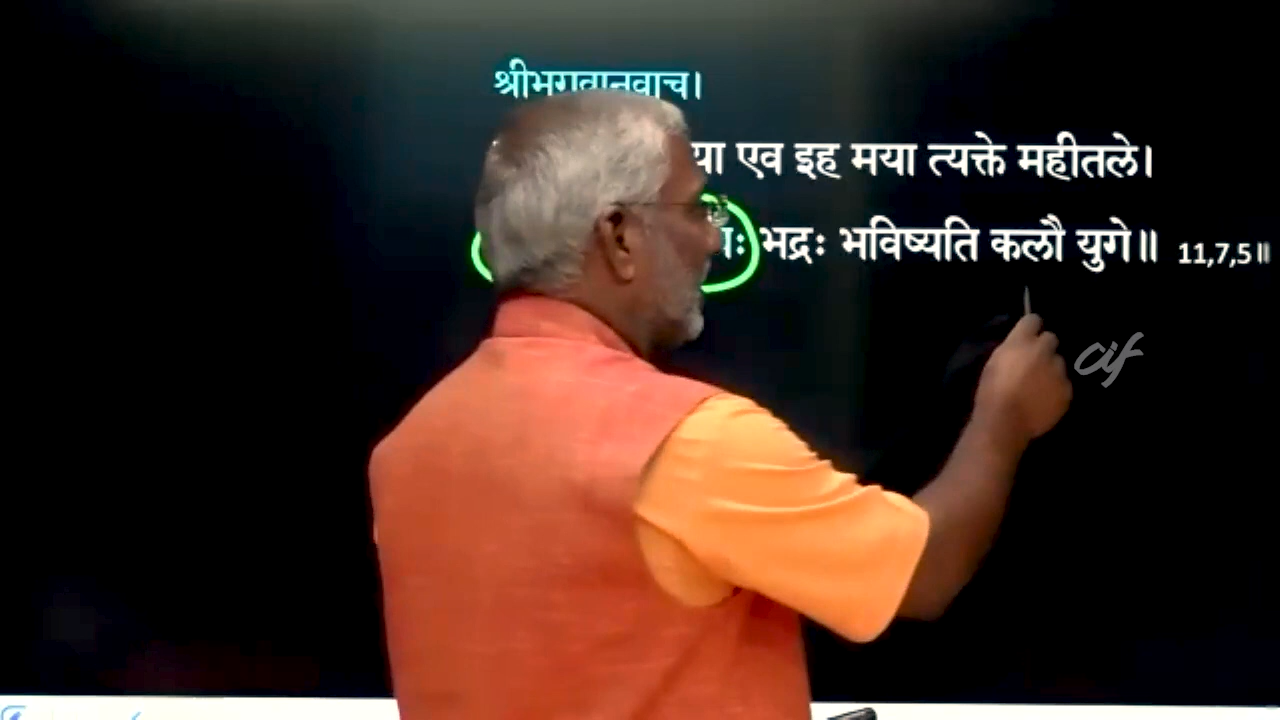 श्रीभगवानुवाच।
एव इह मया त्यक्ते महीतले।
भद्रः भविष्यति कलौ युगे॥ 11,7,5॥
cif